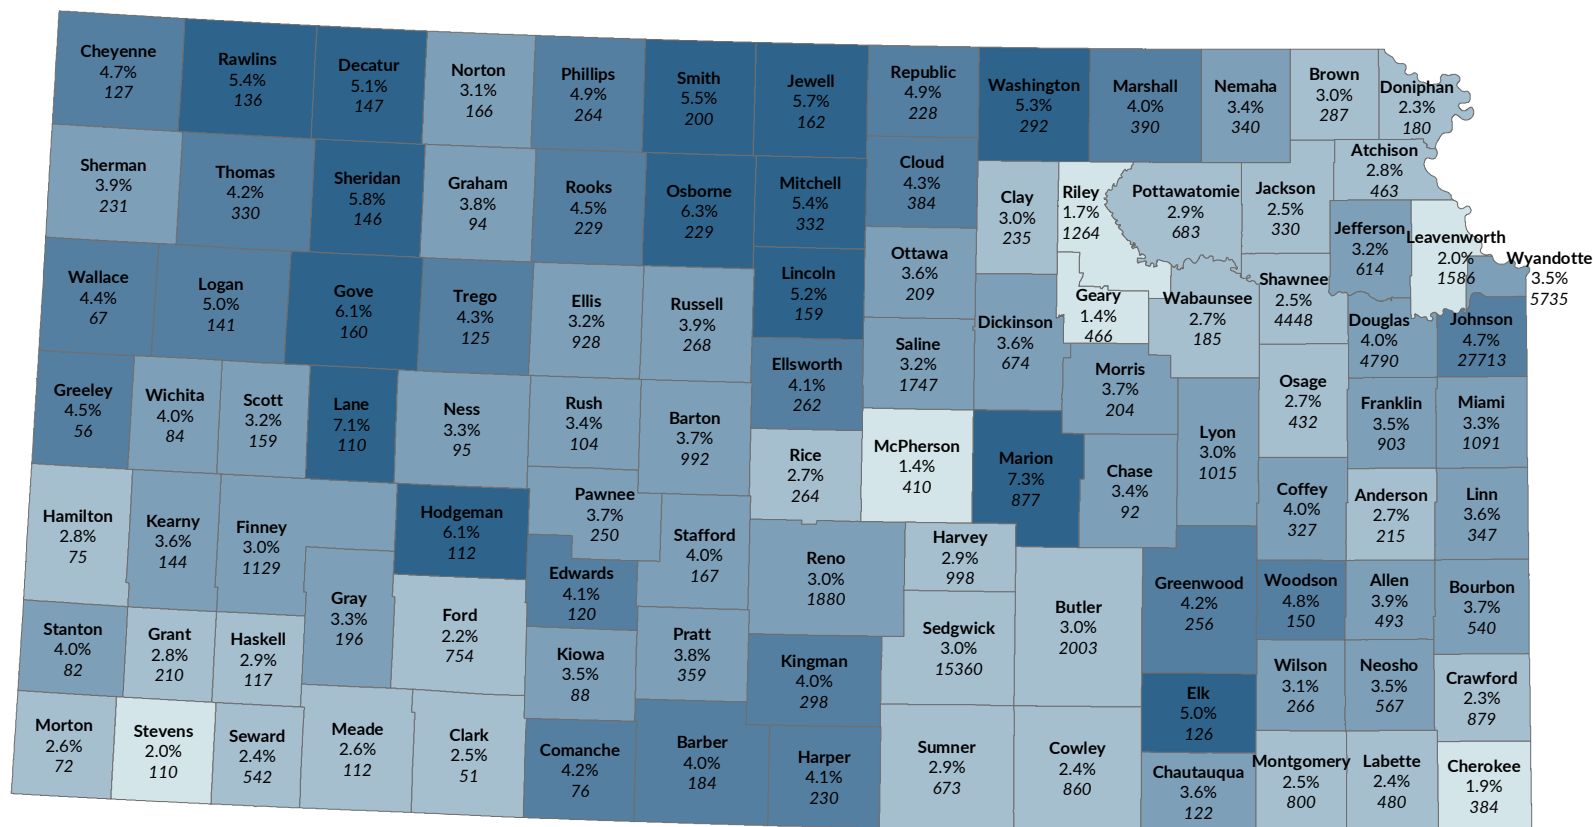 Cheyenne
4.7%
127
Rawlins
5.4%
136
Decatur
5.1%
147
Norton
3.1%
166
Phillips
4.9%
264
Smith
5.5%
200
Jewell
5.7%
162
Republic
4.9%
228
Washington
5.3%
292
Marshall
4.0%
390
Nemaha
3.4%
340
Brown
3.0%
287
Doniphan
2.3%
180
Sherman
3.9%
231
Thomas
4.2%
330
Sheridan
5.8%
146
Graham
3.8%
94
Rooks
4.5%
229
Osborne
6.3%
229
Mitchell
5.4%
332
Cloud
4.3%
384
Clay
3.0%
235
Riley
1.7%
1264
Pottawatomie
2.9%
683
Jackson
2.5%
330
Atchison
2.8%
463
Jefferson
3.2%
614
Leavenworth
2.0%
1586
Wyandotte
3.5%
5735
Wallace
4.4%
67
Logan
5.0%
141
Gove
6.1%
160
Trego
4.3%
125
Ellis
3.2%
928
Russell
3.9%
268
Lincoln
5.2%
159
Ottawa
3.6%
209
Saline
3.2%
1747
Dickinson
3.6%
674
Geary
1.4%
466
Wabaunsee
2.7%
185
Shawnee
2.5%
4448
Douglas
4.0%
4790
Johnson
4.7%
27713
Greeley
4.5%
56
Wichita
4.0%
84
Scott
3.2%
159
Lane
7.1%
110
Ness
3.3%
95
Rush
3.4%
104
Barton
3.7%
992
Ellsworth
4.1%
262
Rice
2.7%
264
McPherson
1.4%
410
Marion
7.3%
877
Morris
3.7%
204
Chase
3.4%
92
Lyon
3.0%
1015
Osage
2.7%
432
Franklin
3.5%
903
Miami
3.3%
1091
Hamilton
2.8%
75
Kearny
3.6%
144
Finney
3.0%
1129
Hodgeman
6.1%
112
Pawnee
3.7%
250
Stafford
4.0%
167
Reno
3.0%
1880
Harvey
2.9%
998
Coffey
4.0%
327
Anderson
2.7%
215
Linn
3.6%
347
Gray
3.3%
196
Ford
2.2%
754
Edwards
4.1%
120
Sedgwick
3.0%
15360
Butler
3.0%
2003
Greenwood
4.2%
256
Woodson
4.8%
150
Allen
3.9%
493
Bourbon
3.7%
540
Stanton
4.0%
82
Grant
2.8%
210
Haskell
2.9%
117
Kiowa
3.5%
88
Pratt
3.8%
359
Kingman
4.0%
298
Elk
5.0%
126
Wilson
3.1%
266
Neosho
3.5%
567
Crawford
2.3%
879
Morton
2.6%
72
Stevens
2.0%
110
Seward
2.4%
542
Meade
2.6%
112
Clark
2.5%
51
Comanche
4.2%
76
Barber
4.0%
184
Harper
4.1%
230
Sumner
2.9%
673
Cowley
2.4%
860
Chautauqua
3.6%
122
Montgomery
2.5%
800
Labette
2.4%
480
Cherokee
1.9%
384